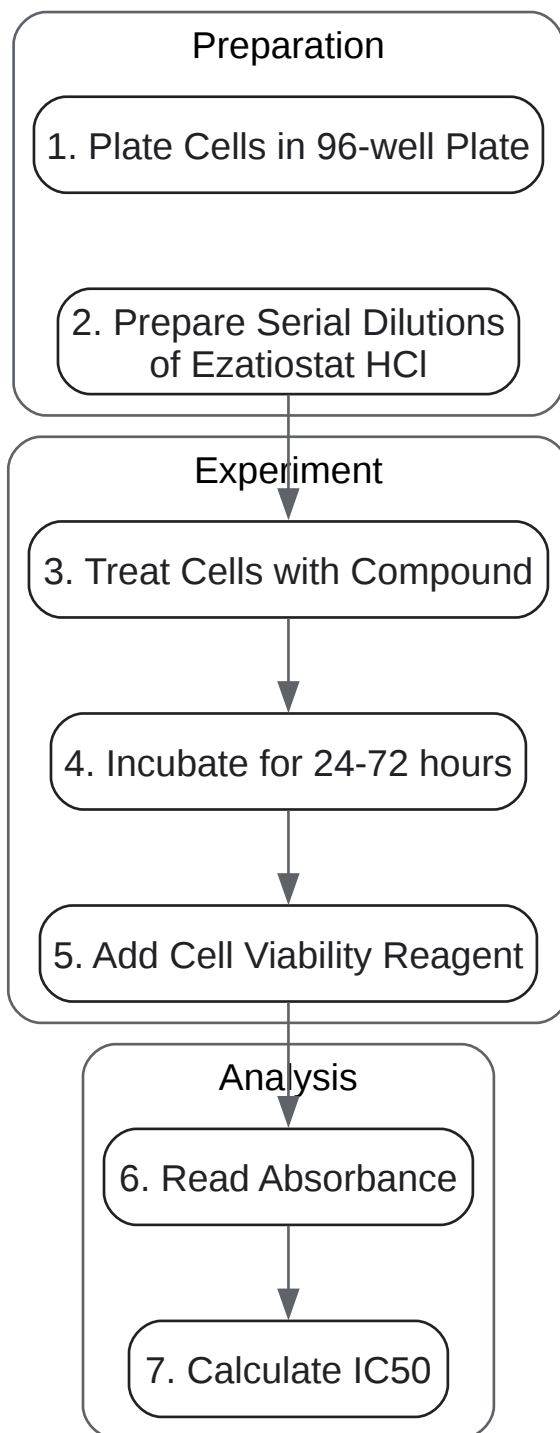 Preparation
1. Plate Cells in 96-well Plate
2. Prepare Serial Dilutions
of Ezatiostat HCl
Experiment
3. Treat Cells with Compound
4. Incubate for 24-72 hours
5. Add Cell Viability Reagent
Analysis
6. Read Absorbance
7. Calculate IC50